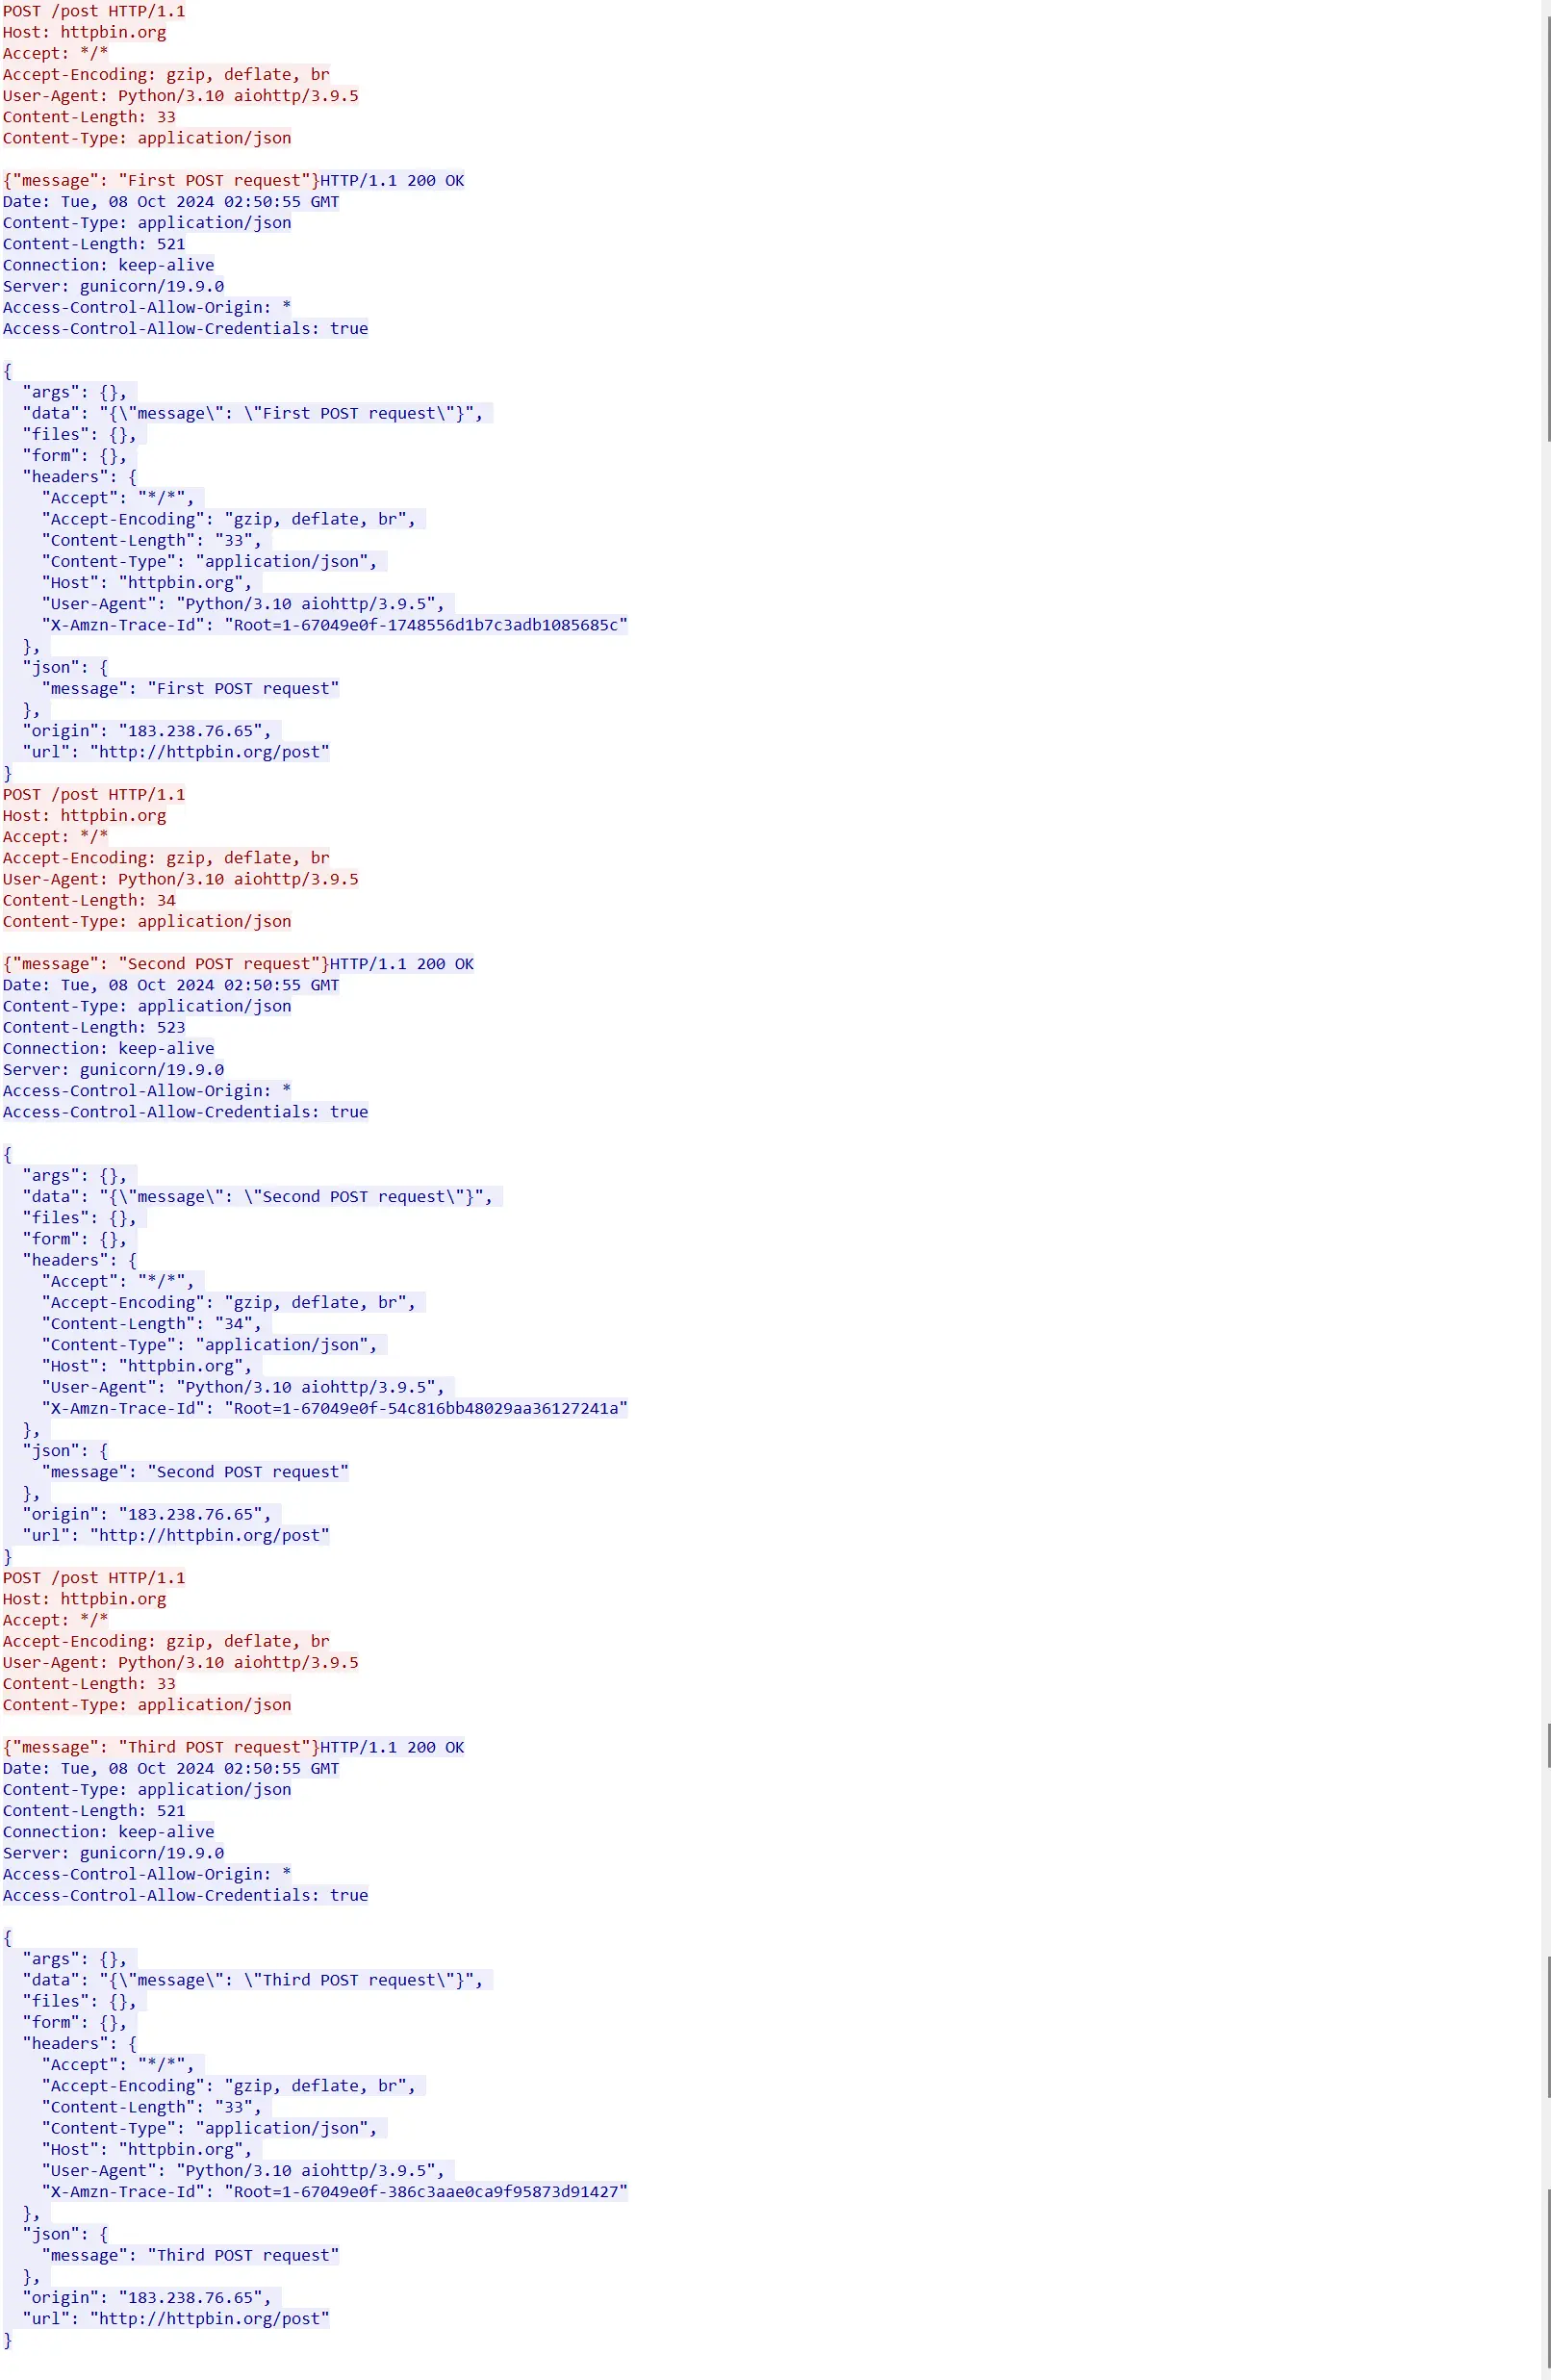 POST /post HTTP/1.1
Host: httpbin.org
Accept: */*
Accept-Encoding: gzip, deflate, br
User-Agent: Python/3.10 aiohttp/3.9.5
Content-Length: 33
Content-Type: application/json

{"message": "First POST request"}HTTP/1.1 200 OK
Date: Tue, 08 Oct 2024 02:50:55 GMT
Content-Type: application/json
Content-Length: 521
Connection: keep-alive
Server: gunicorn/19.9.0
Access-Control-Allow-Origin: *
Access-Control-Allow-Credentials: true

{
  "args": {},
  "data": "{\"message\": \"First POST request\"}",
  "files": {},
  "form": {},
  "headers": {
    "Accept": "*/*",
    "Accept-Encoding": "gzip, deflate, br",
    "Content-Length": "33",
    "Content-Type": "application/json",
    "Host": "httpbin.org",
    "User-Agent": "Python/3.10 aiohttp/3.9.5",
    "X-Amzn-Trace-Id": "Root=1-67049e0f-1748556d1b7c3adb1085685c"
  },
  "json": {
    "message": "First POST request"
  },
  "origin": "183.238.76.65",
  "url": "http://httpbin.org/post"
}
POST /post HTTP/1.1
Host: httpbin.org
Accept: */*
Accept-Encoding: gzip, deflate, br
User-Agent: Python/3.10 aiohttp/3.9.5
Content-Length: 34
Content-Type: application/json

{"message": "Second POST request"}HTTP/1.1 200 OK
Date: Tue, 08 Oct 2024 02:50:55 GMT
Content-Type: application/json
Content-Length: 523
Connection: keep-alive
Server: gunicorn/19.9.0
Access-Control-Allow-Origin: *
Access-Control-Allow-Credentials: true

{
  "args": {},
  "data": "{\"message\": \"Second POST request\"}",
  "files": {},
  "form": {},
  "headers": {
    "Accept": "*/*",
    "Accept-Encoding": "gzip, deflate, br",
    "Content-Length": "34",
    "Content-Type": "application/json",
    "Host": "httpbin.org",
    "User-Agent": "Python/3.10 aiohttp/3.9.5",
    "X-Amzn-Trace-Id": "Root=1-67049e0f-54c816bb48029aa36127241a"
  },
  "json": {
    "message": "Second POST request"
  },
  "origin": "183.238.76.65",
  "url": "http://httpbin.org/post"
}
POST /post HTTP/1.1
Host: httpbin.org
Accept: */*
Accept-Encoding: gzip, deflate, br
User-Agent: Python/3.10 aiohttp/3.9.5
Content-Length: 33
Content-Type: application/json

{"message": "Third POST request"}HTTP/1.1 200 OK
Date: Tue, 08 Oct 2024 02:50:55 GMT
Content-Type: application/json
Content-Length: 521
Connection: keep-alive
Server: gunicorn/19.9.0
Access-Control-Allow-Origin: *
Access-Control-Allow-Credentials: true

{
  "args": {},
  "data": "{\"message\": \"Third POST request\"}",
  "files": {},
  "form": {},
  "headers": {
    "Accept": "*/*",
    "Accept-Encoding": "gzip, deflate, br",
    "Content-Length": "33",
    "Content-Type": "application/json",
    "Host": "httpbin.org",
    "User-Agent": "Python/3.10 aiohttp/3.9.5",
    "X-Amzn-Trace-Id": "Root=1-67049e0f-386c3aae0ca9f95873d91427"
  },
  "json": {
    "message": "Third POST request"
  },
  "origin": "183.238.76.65",
  "url": "http://httpbin.org/post"
}